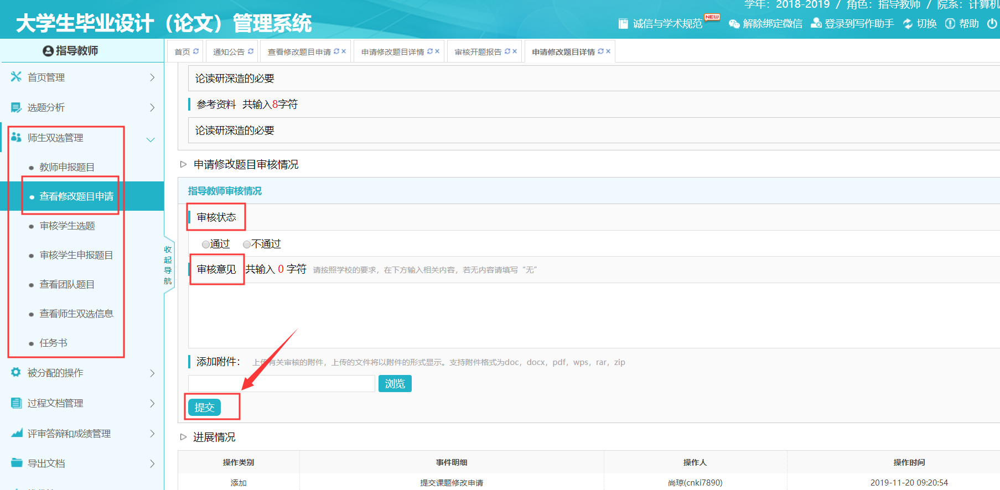 学年：2018-2019 / 角色：指导教师 / 院系：计算机
大学生毕业设计（论文）管理系统
诚信与学术规范 NEW 解除绑定微信 登录到写作助手 切换 帮助
指导教师
首页 通知公告 查看修改题目申请 申请修改题目详情 审核开题报告 申请修改题目详情
首页管理
选题分析
师生双选管理
教师申报题目
查看修改题目申请
审核学生选题
审核学生申报题目
查看团队题目
查看师生双选信息
任务书
被分配的操作
过程文档管理
评审答辩和成绩管理
导出文档
收起导航
论读研深造的必要
参考资料 共输入8字符
论读研深造的必要
申请修改题目审核情况
指导教师审核情况
审核状态
通过 不通过
审核意见 共输入 0 字符 请按照学校的要求，在下方输入相关内容，若无内容请填写“无”
添加附件： 上传有关审核的附件，上传的文件将以附件的形式显示。支持附件格式为doc，docx，pdf，wps，rar，zip
浏览
提交
进展情况
操作类别 事件明细 操作人 操作时间
添加 提交课题修改申请 尚琼(cnki7890) 2019-11-20 09:20:54